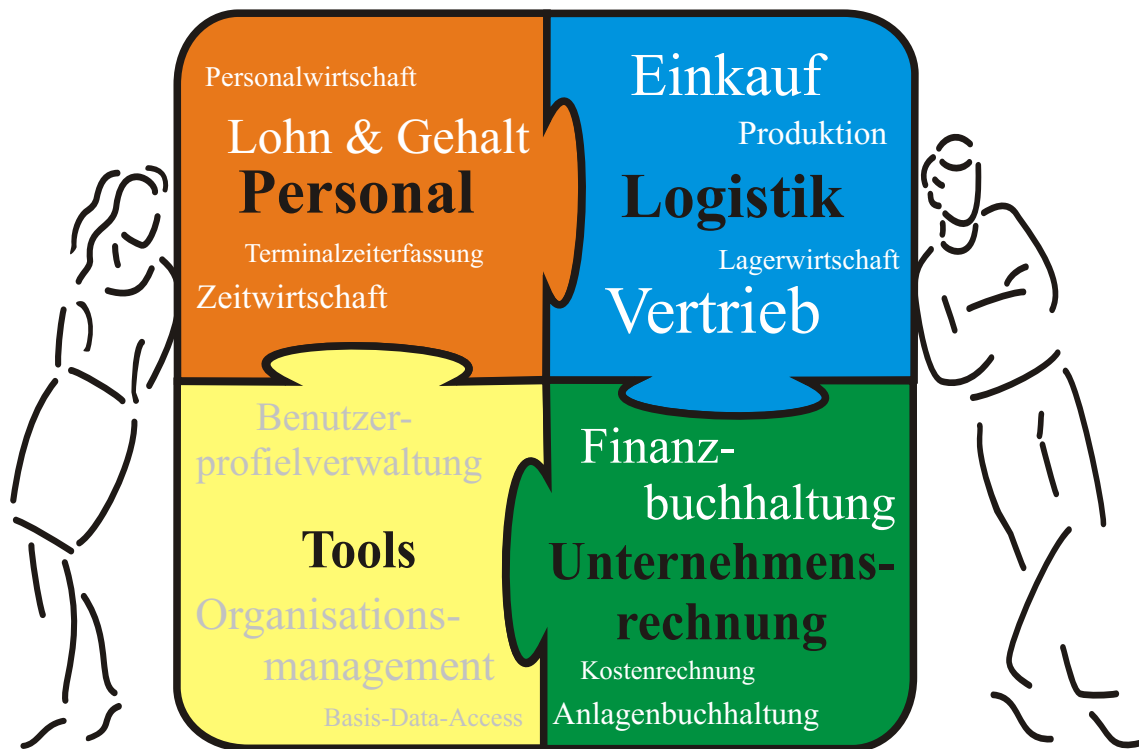 Personalwirtschaft
Lohn & Gehalt
Personal
Terminalzeiterfassung
Zeitwirtschaft
Einkauf
Produktion
Logistik
Lagerwirtschaft
Vertrieb
Benutzer-
profielverwaltung
Tools
Organisations-
management
Basis-Data-Access
Finanz-
buchhaltung
Unternehmens-
rechnung
Kostenrechnung
Anlagenbuchhaltung